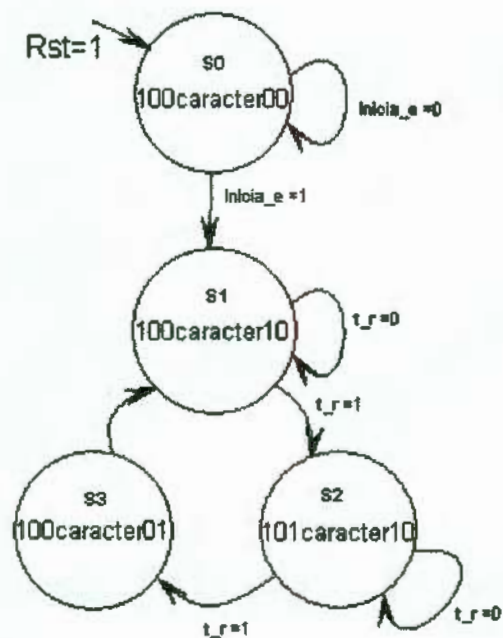 Rst=1
S0
100caracter00
Inicia_e=0
Inicia_e=1
S1
100caracter10
t_r=0
t_r=1
S3
100caracter01
S2
101caracter10
t_r=1
t_r=0